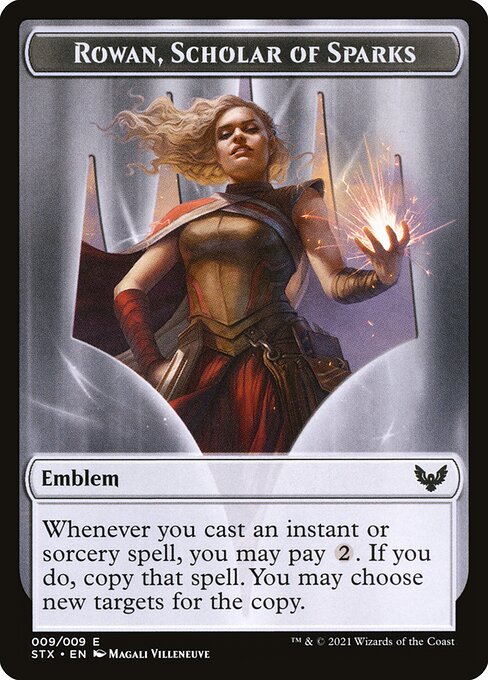 Rowan, Scholar of Sparks
Emblem
Whenever you cast an instant or
sorcery spell, you may pay 2. If you
do, copy that spell. You may choose
new targets for the copy.
009/009 E
STX • EN Magali Villeneuve
™ & © 2021 Wizards of the Coast